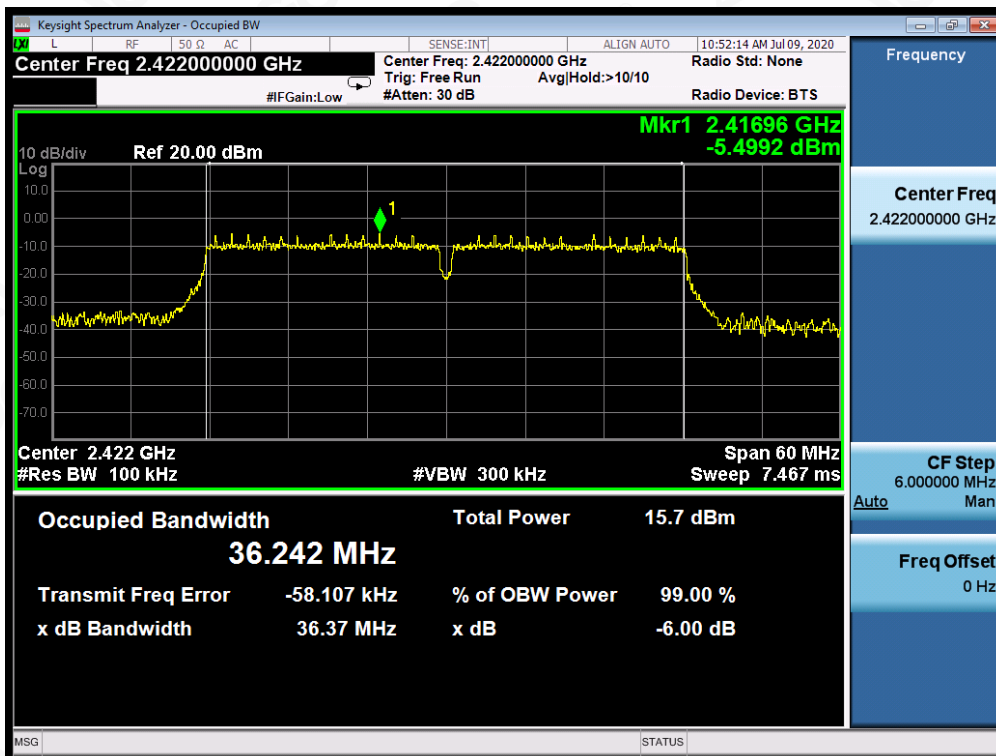 Keysight Spectrum Analyzer - Occupied BW
LXI L RF 50 Ω AC SENSE:INT ALIGN AUTO 10:52:14 AM Jul 09, 2020
Center Freq 2.422000000 GHz
Center Freq: 2.422000000 GHz Radio Std: None
Trig: Free Run Avg|Hold:>10/10
#IFGain:Low #Atten: 30 dB Radio Device: BTS
Mkr1 2.41696 GHz
10 dB/div Ref 20.00 dBm -5.4992 dBm
Log
10.0
1
0.00
-10.0
-20.0
-30.0
-40.0
-50.0
-60.0
-70.0
Center 2.422 GHz Span 60 MHz
#Res BW 100 kHz #VBW 300 kHz Sweep 7.467 ms
Occupied Bandwidth Total Power 15.7 dBm
36.242 MHz
Transmit Freq Error -58.107 kHz % of OBW Power 99.00 %
x dB Bandwidth 36.37 MHz x dB -6.00 dB
MSG STATUS
Frequency
Center Freq
2.422000000 GHz
CF Step
6.000000 MHz
Auto Man
Freq Offset
0 Hz